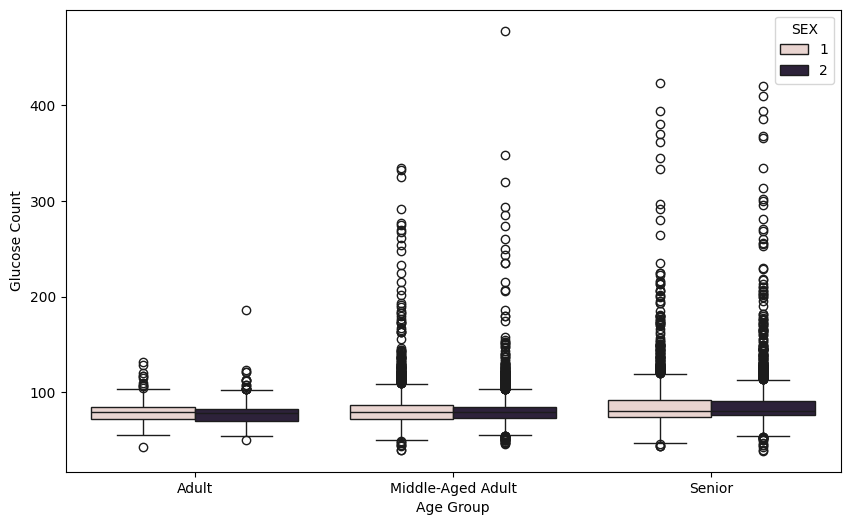 SEX
1
2
400
300
200
100
Glucose Count
Adult
Middle-Aged Adult
Senior
Age Group